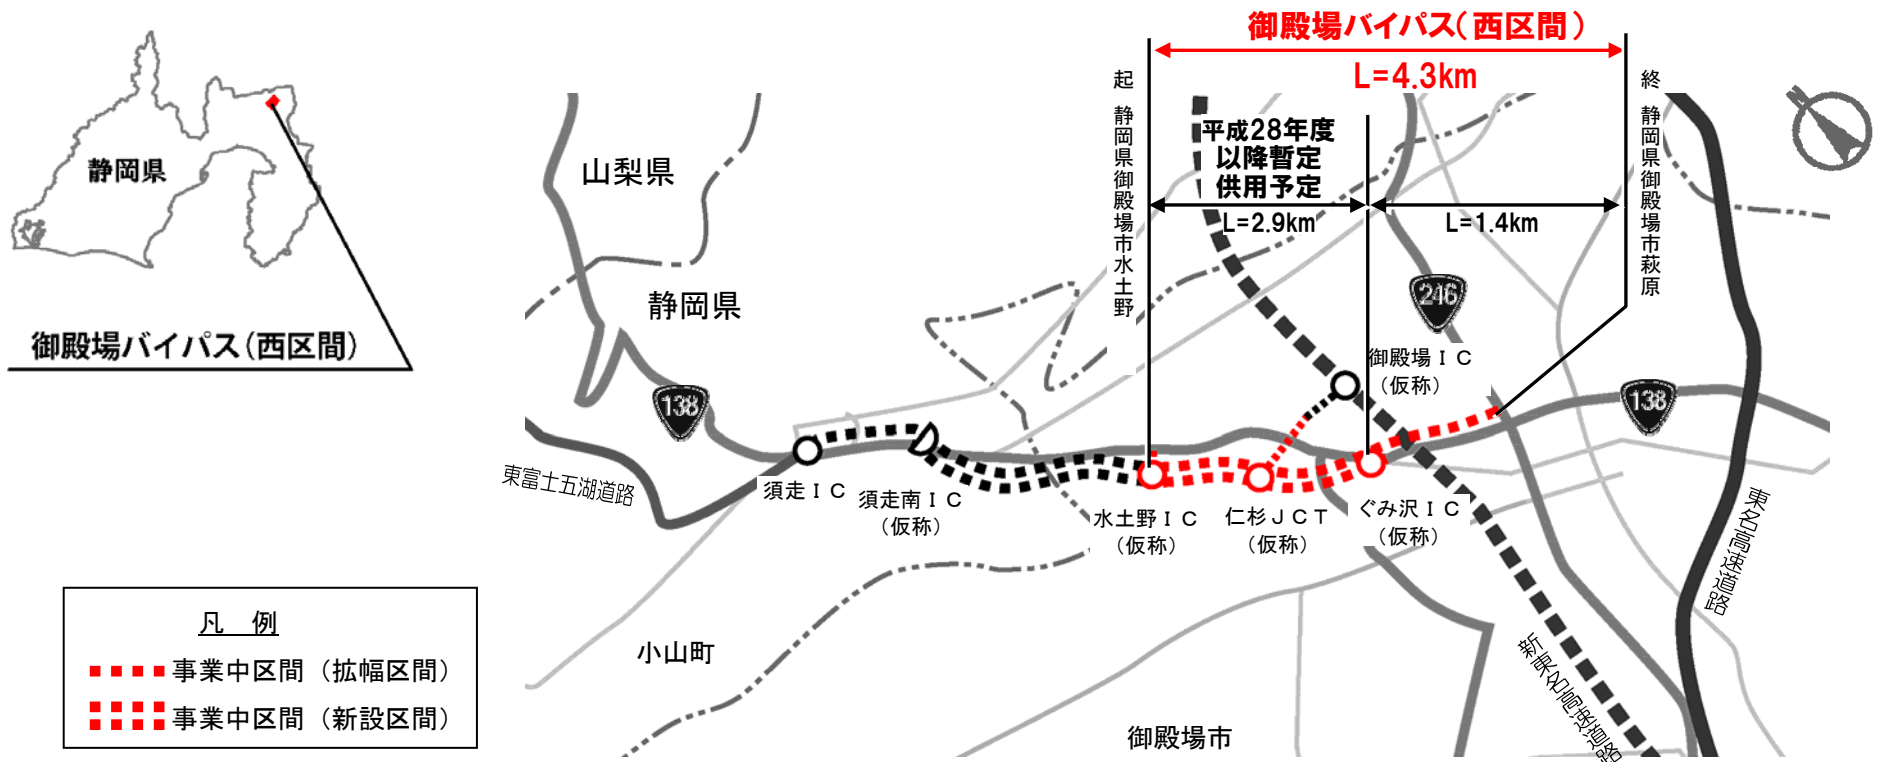 御殿場バイパス（西区間）
L=4.3km
起　静岡県御殿場市水土野
終　静岡県御殿場市萩原
平成28年度
以降暫定
供用予定
L=2.9km
L=1.4km
静岡県
御殿場バイパス（西区間）
山梨県
静岡県
246
138
138
御殿場ＩＣ
（仮称）
東富士五湖道路
須走ＩＣ
須走南ＩＣ
（仮称）
水土野ＩＣ
（仮称）
仁杉ＪＣＴ
（仮称）
ぐみ沢ＩＣ
（仮称）
東名高速道路
新東名高速道路
小山町
御殿場市
凡　例
事業中区間（拡幅区間）
事業中区間（新設区間）